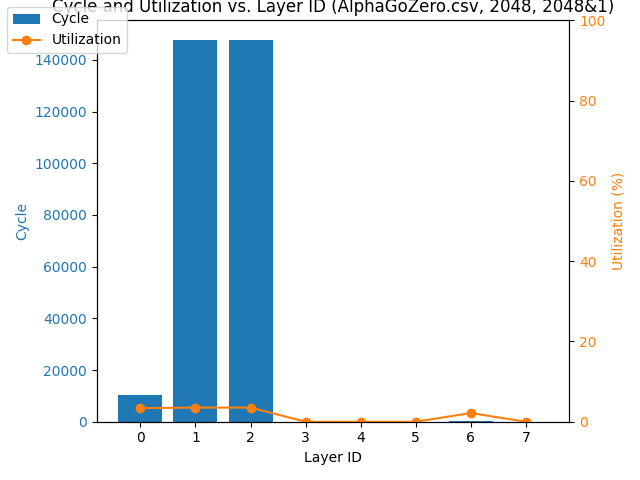 Cycle and Utilization vs. Layer ID (AlphaGoZero.csv, 2048, 2048&1)
Cycle
Utilization
140000
120000
100000
80000
60000
40000
20000
0
Cycle
100
80
60
40
20
0
Utilization (%)
0 1 2 3 4 5 6 7
Layer ID